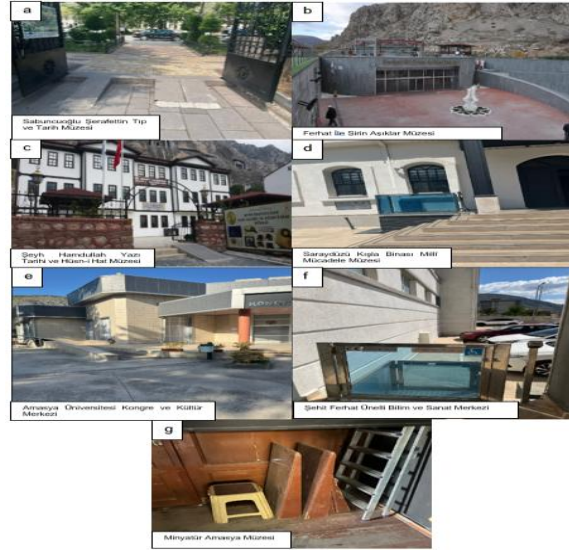 a
Sabuncuoğlu Şerafettin Tıp
ve Tarih Müzesi
b
Ferhat ile Şirin Aşıklar Müzesi
c
Şeyh Hamdullah Yazı
Tarihi ve Hüsn-i Hat Müzesi
d
Saraydüzü Kışla Binası Milli
Mücadele Müzesi
e
Amasya Üniversitesi Kongre ve Kültür
Merkezi
f
Şehit Ferhat Ünelli Bilim ve Sanat Merkezi
g
Minyatür Amasya Müzesi